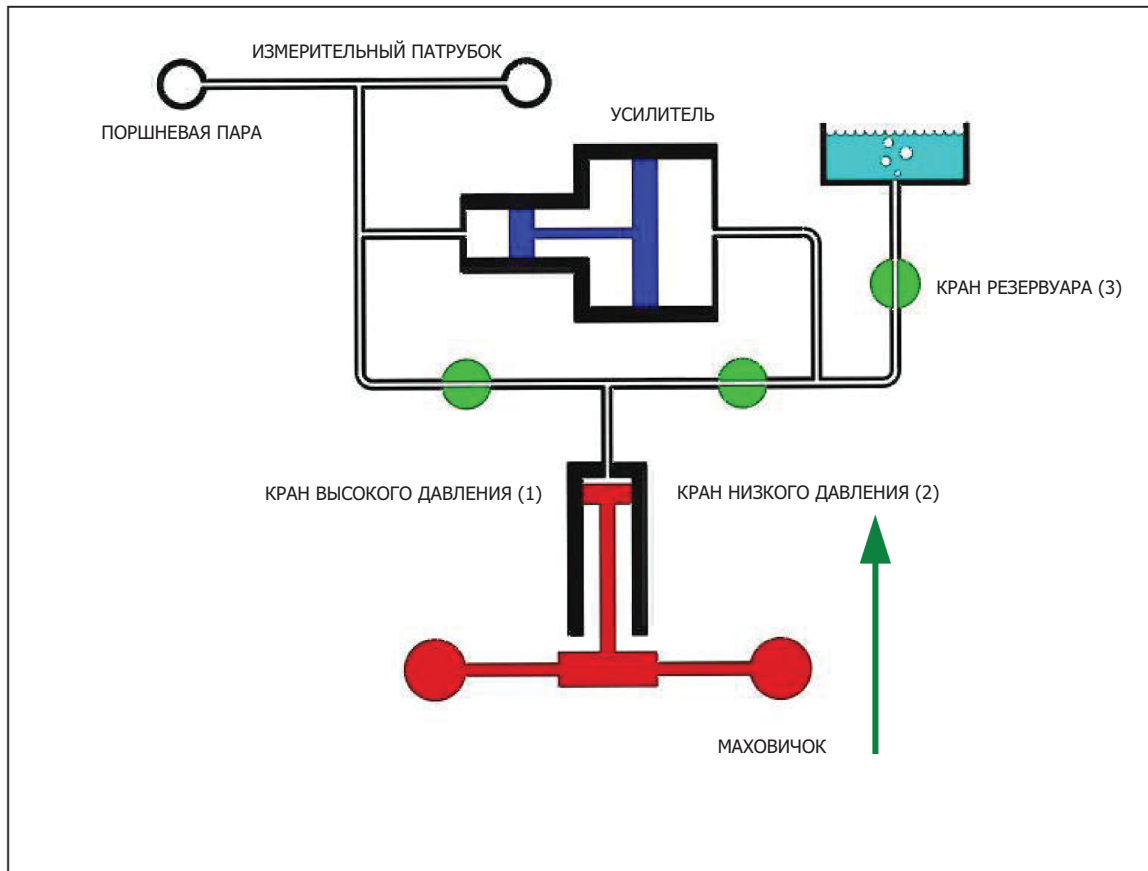 ИЗМЕРИТЕЛЬНЫЙ ПАТРУБОК
ПОРШНЕВАЯ ПАРА
УСИЛИТЕЛЬ
КРАН РЕЗЕРВУАРА (3)
КРАН ВЫСОКОГО ДАВЛЕНИЯ (1)
КРАН НИЗКОГО ДАВЛЕНИЯ (2)
МАХОВИЧОК